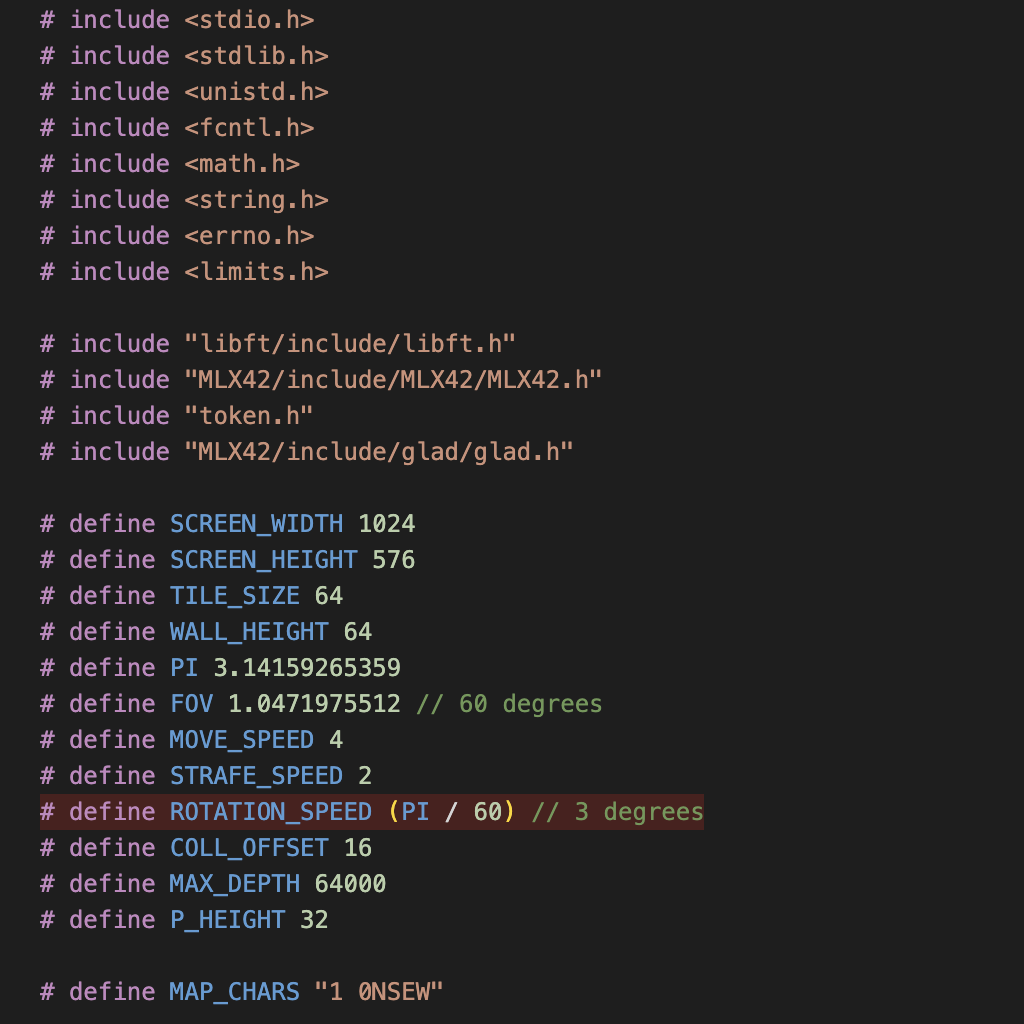 # include <stdio.h>
# include <stdlib.h>
# include <unistd.h>
# include <fcntl.h>
# include <math.h>
# include <string.h>
# include <errno.h>
# include <limits.h>
# include "libft/include/libft.h"
# include "MLX42/include/MLX42/MLX42.h"
# include "token.h"
# include "MLX42/include/glad/glad.h"
# define SCREEN_WIDTH 1024
# define SCREEN_HEIGHT 576
# define TILE_SIZE 64
# define WALL_HEIGHT 64
# define PI 3.14159265359
# define FOV 1.0471975512 // 60 degrees
# define MOVE_SPEED 4
# define STRAFE_SPEED 2
# define ROTATION_SPEED (PI / 60) // 3 degrees
# define COLL_OFFSET 16
# define MAX_DEPTH 64000
# define P_HEIGHT 32
# define MAP_CHARS "1 0NSEW"